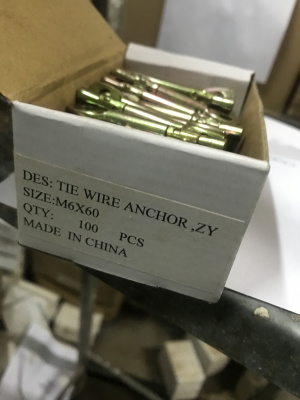 DES: TIE WIRE ANCHOR ,ZY
SIZE:M6X60
QTY: 100 PCS
MADE IN CHINA